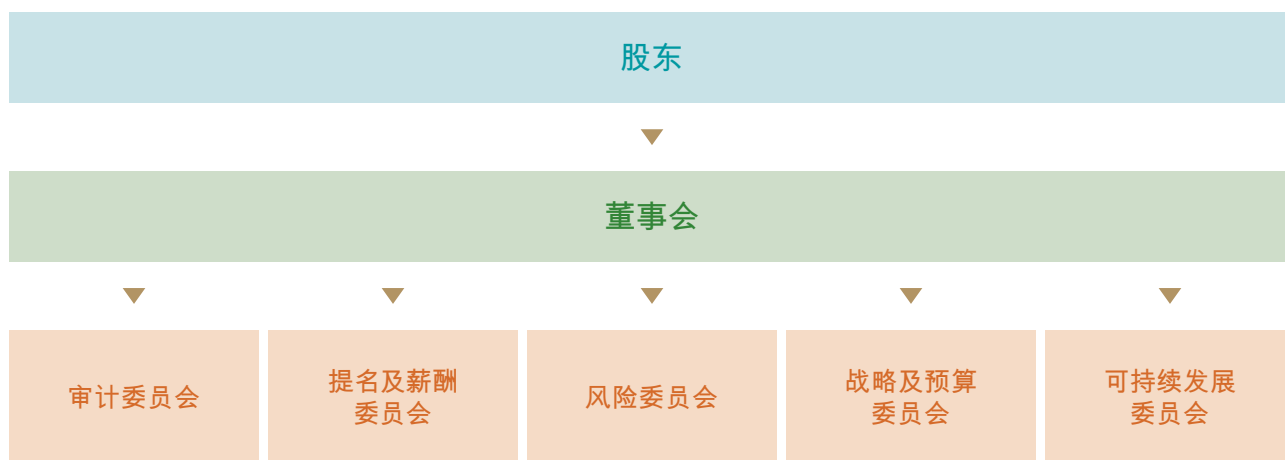 股东
董事会
审计委员会
提名及薪酬
委员会
风险委员会
战略及预算
委员会
可持续发展
委员会